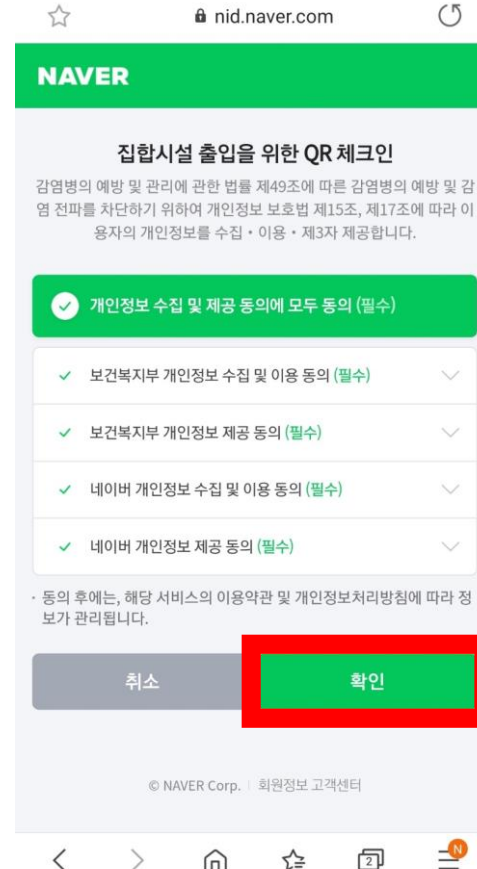 nid.naver.com
NAVER
집합시설 출입을 위한 QR 체크인
감염병의 예방 및 관리에 관한 법률 제49조에 따른 감염병의 예방 및 감
염 전파를 차단하기 위하여 개인정보 보호법 제15조, 제17조에 따라 이
용자의 개인정보를 수집・이용・제3자 제공합니다.
개인정보 수집 및 제공 동의에 모두 동의 (필수)
보건복지부 개인정보 수집 및 이용 동의 (필수)
보건복지부 개인정보 제공 동의 (필수)
네이버 개인정보 수집 및 이용 동의 (필수)
네이버 개인정보 제공 동의 (필수)
· 동의 후에는, 해당 서비스의 이용약관 및 개인정보처리방침에 따라 정
보가 관리됩니다.
취소 확인
© NAVER Corp. | 회원정보 고객센터
2 N